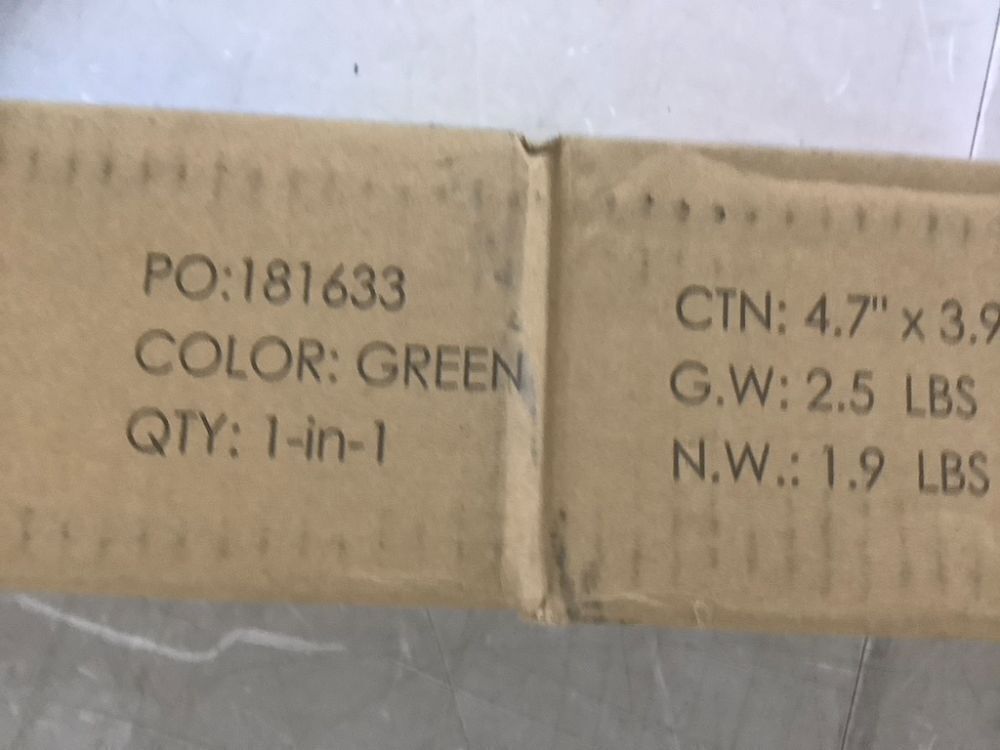 PO:181633
COLOR: GREEN
QTY: 1-in-1
CTN: 4.7" x 3.9
G.W: 2.5 LBS
N.W.: 1.9 LBS